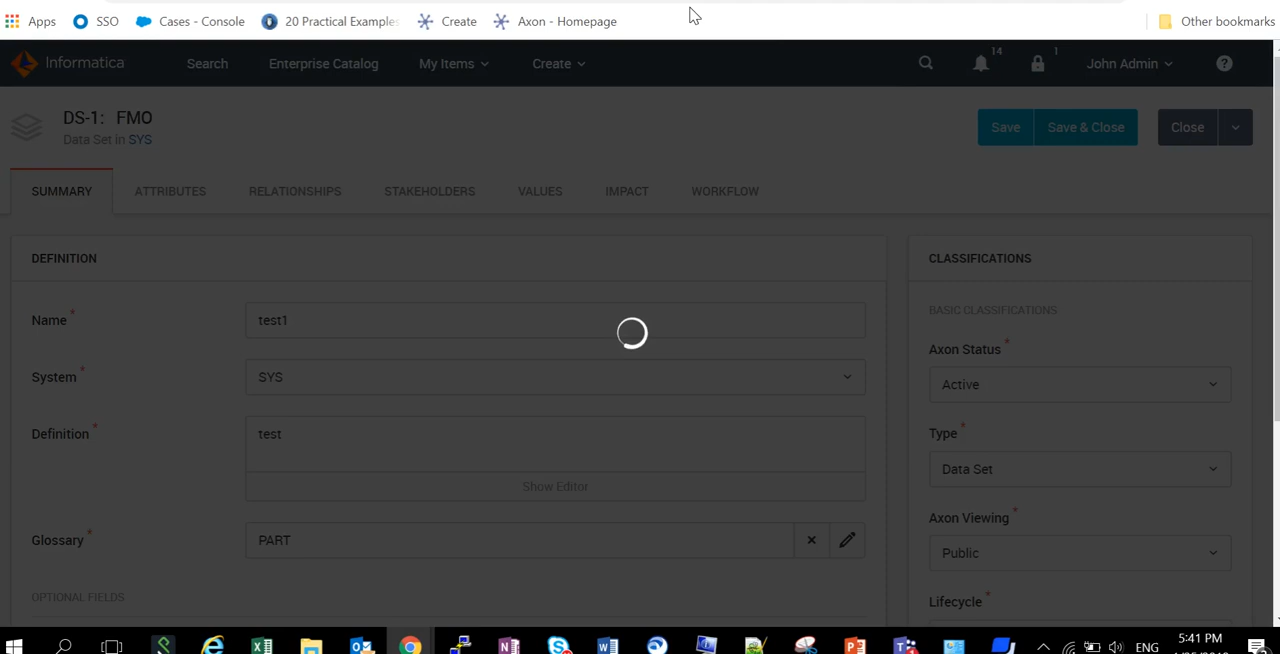 Apps SSO Cases - Console 20 Practical Examples Create Axon - Homepage Other bookmarks
Informatica Search Enterprise Catalog My Items Create 14 1 John Admin ?
DS-1: FMO
Data Set in SYS
Save Save & Close Close
SUMMARY ATTRIBUTES RELATIONSHIPS STAKEHOLDERS VALUES IMPACT WORKFLOW
DEFINITION
Name * test1
System * SYS
Definition * test
Show Editor
Glossary * PART
OPTIONAL FIELDS
CLASSIFICATIONS
BASIC CLASSIFICATIONS
Axon Status *
Active
Type *
Data Set
Axon Viewing *
Public
Lifecycle *
ENG 5:41 PM